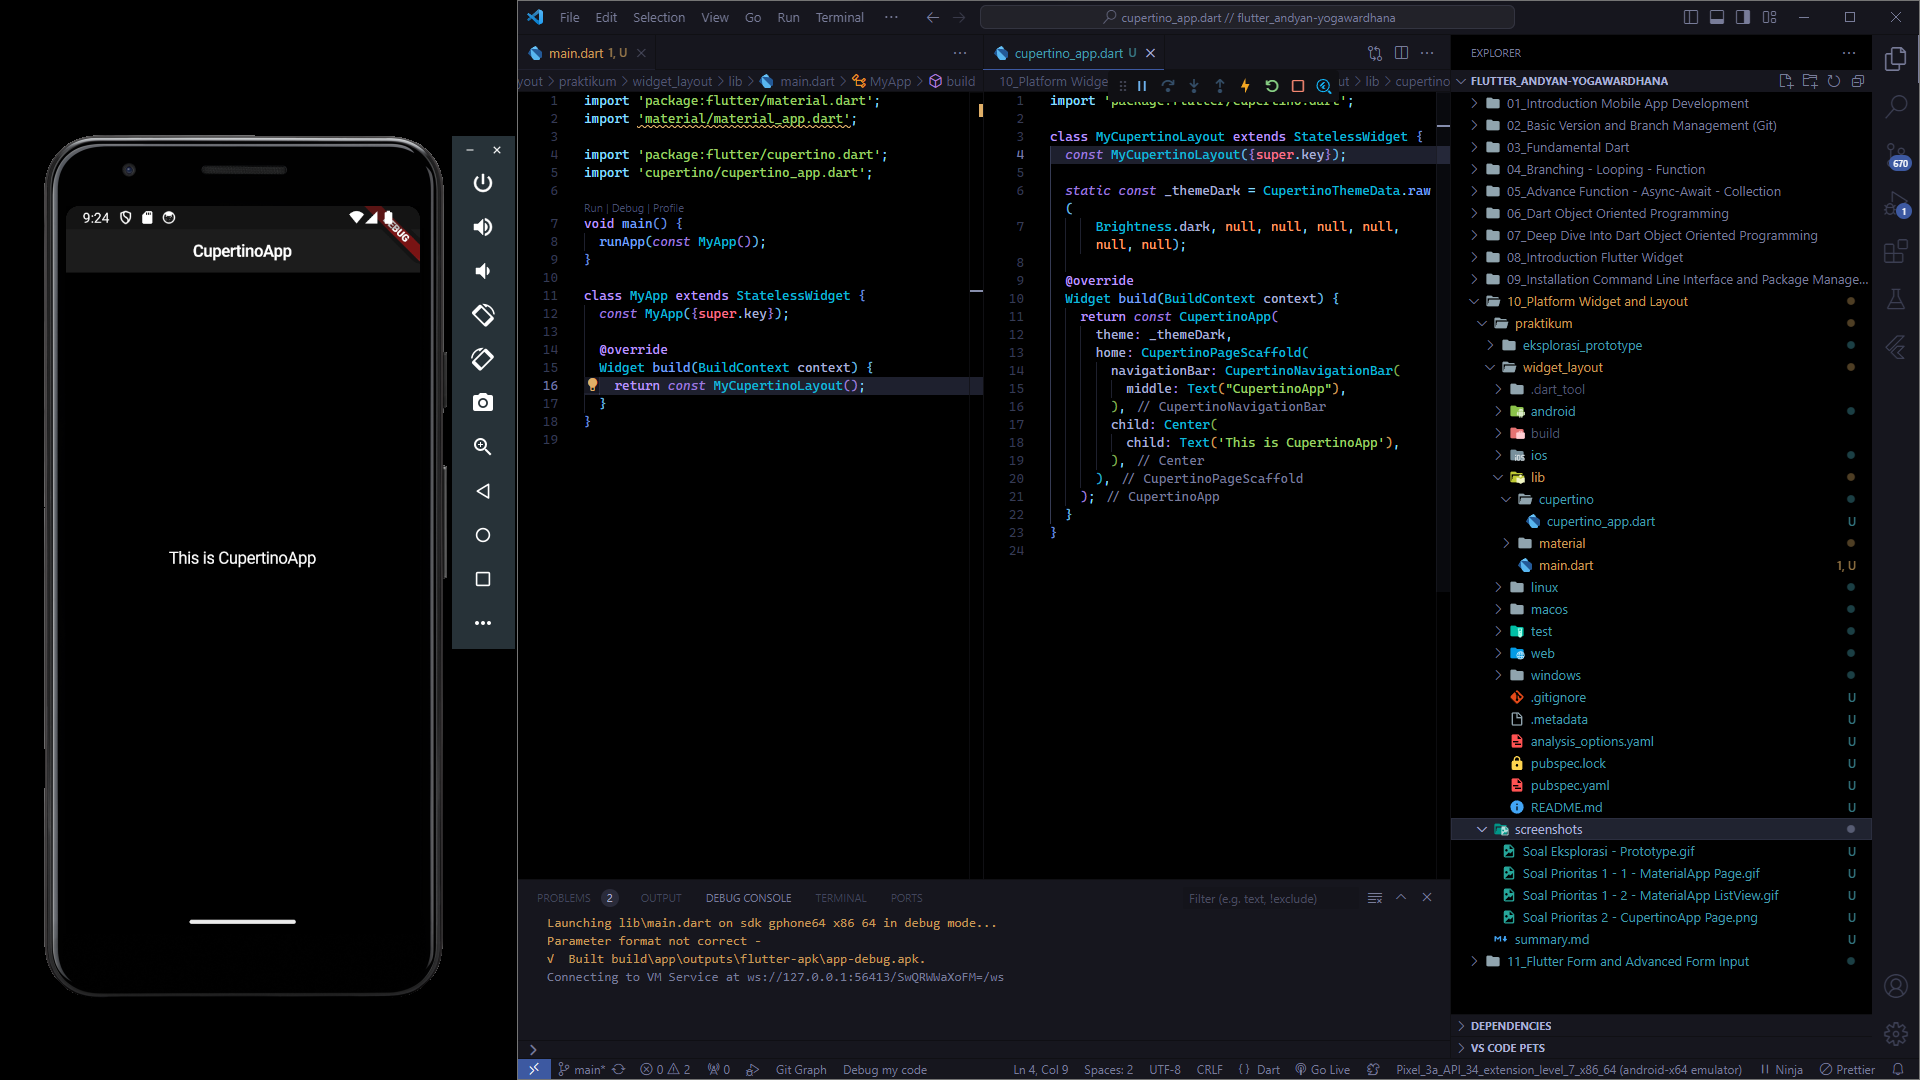 9:24
DEBUG
CupertinoApp
This is CupertinoApp
File Edit Selection View Go Run Terminal ...
cupertino_app.dart // flutter_andyan-yogawardhana
main.dart 1, U
yout > praktikum > widget_layout > lib > main.dart > MyApp > build
1 import 'package:flutter/material.dart';
2 import 'material/material_app.dart';
3
4 import 'package:flutter/cupertino.dart';
5 import 'cupertino/cupertino_app.dart';
6
Run | Debug | Profile
7 void main() {
8 runApp(const MyApp());
9 }
10
11 class MyApp extends StatelessWidget {
12 const MyApp({super.key});
13
14 @override
15 Widget build(BuildContext context) {
16 return const MyCupertinoLayout();
17 }
18 }
19
cupertino_app.dart U
10_Platform Widge
ut > lib > cupertino
1 import 'package:flutter/cupertino.dart';
3 class MyCupertinoLayout extends StatelessWidget {
4 const MyCupertinoLayout({super.key});
5
6 static const _themeDark = CupertinoThemeData.raw
(
7 Brightness.dark, null, null, null, null,
null, null);
8
9 @override
10 Widget build(BuildContext context) {
11 return const CupertinoApp(
12 theme: _themeDark,
13 home: CupertinoPageScaffold(
14 navigationBar: CupertinoNavigationBar(
15 middle: Text("CupertinoApp"),
16 ), // CupertinoNavigationBar
17 child: Center(
18 child: Text('This is CupertinoApp'),
19 ), // Center
20 ), // CupertinoPageScaffold
21 ); // CupertinoApp
22 }
23 }
24
PROBLEMS 2 OUTPUT DEBUG CONSOLE TERMINAL PORTS
Filter (e.g. text, !exclude)
Launching lib\main.dart on sdk gphone64 x86 64 in debug mode...
Parameter format not correct -
√ Built build\app\outputs\flutter-apk\app-debug.apk.
Connecting to VM Service at ws://127.0.0.1:56413/SwQRWWaXoFM=/ws
EXPLORER
FLUTTER_ANDYAN-YOGAWARDHANA
01_Introduction Mobile App Development
02_Basic Version and Branch Management (Git)
03_Fundamental Dart
04_Branching - Looping - Function
05_Advance Function - Async-Await - Collection
06_Dart Object Oriented Programming
07_Deep Dive Into Dart Object Oriented Programming
08_Introduction Flutter Widget
09_Installation Command Line Interface and Package Manage...
10_Platform Widget and Layout
praktikum
eksplorasi_prototype
widget_layout
.dart_tool
android
build
ios
lib
cupertino
cupertino_app.dart U
material
main.dart 1, U
linux
macos
test
web
windows
.gitignore U
.metadata U
analysis_options.yaml U
pubspec.lock U
pubspec.yaml U
README.md U
screenshots
Soal Eksplorasi - Prototype.gif U
Soal Prioritas 1 - 1 - MaterialApp Page.gif U
Soal Prioritas 1 - 2 - MaterialApp ListView.gif U
Soal Prioritas 2 - CupertinoApp Page.png U
summary.md U
11_Flutter Form and Advanced Form Input
DEPENDENCIES
VS CODE PETS
670
1
main* 0 2 0 Git Graph Debug my code
Ln 4, Col 9 Spaces: 2 UTF-8 CRLF {} Dart Go Live Pixel_3a_API_34_extension_level_7_x86_64 (android-x64 emulator) Ninja Prettier